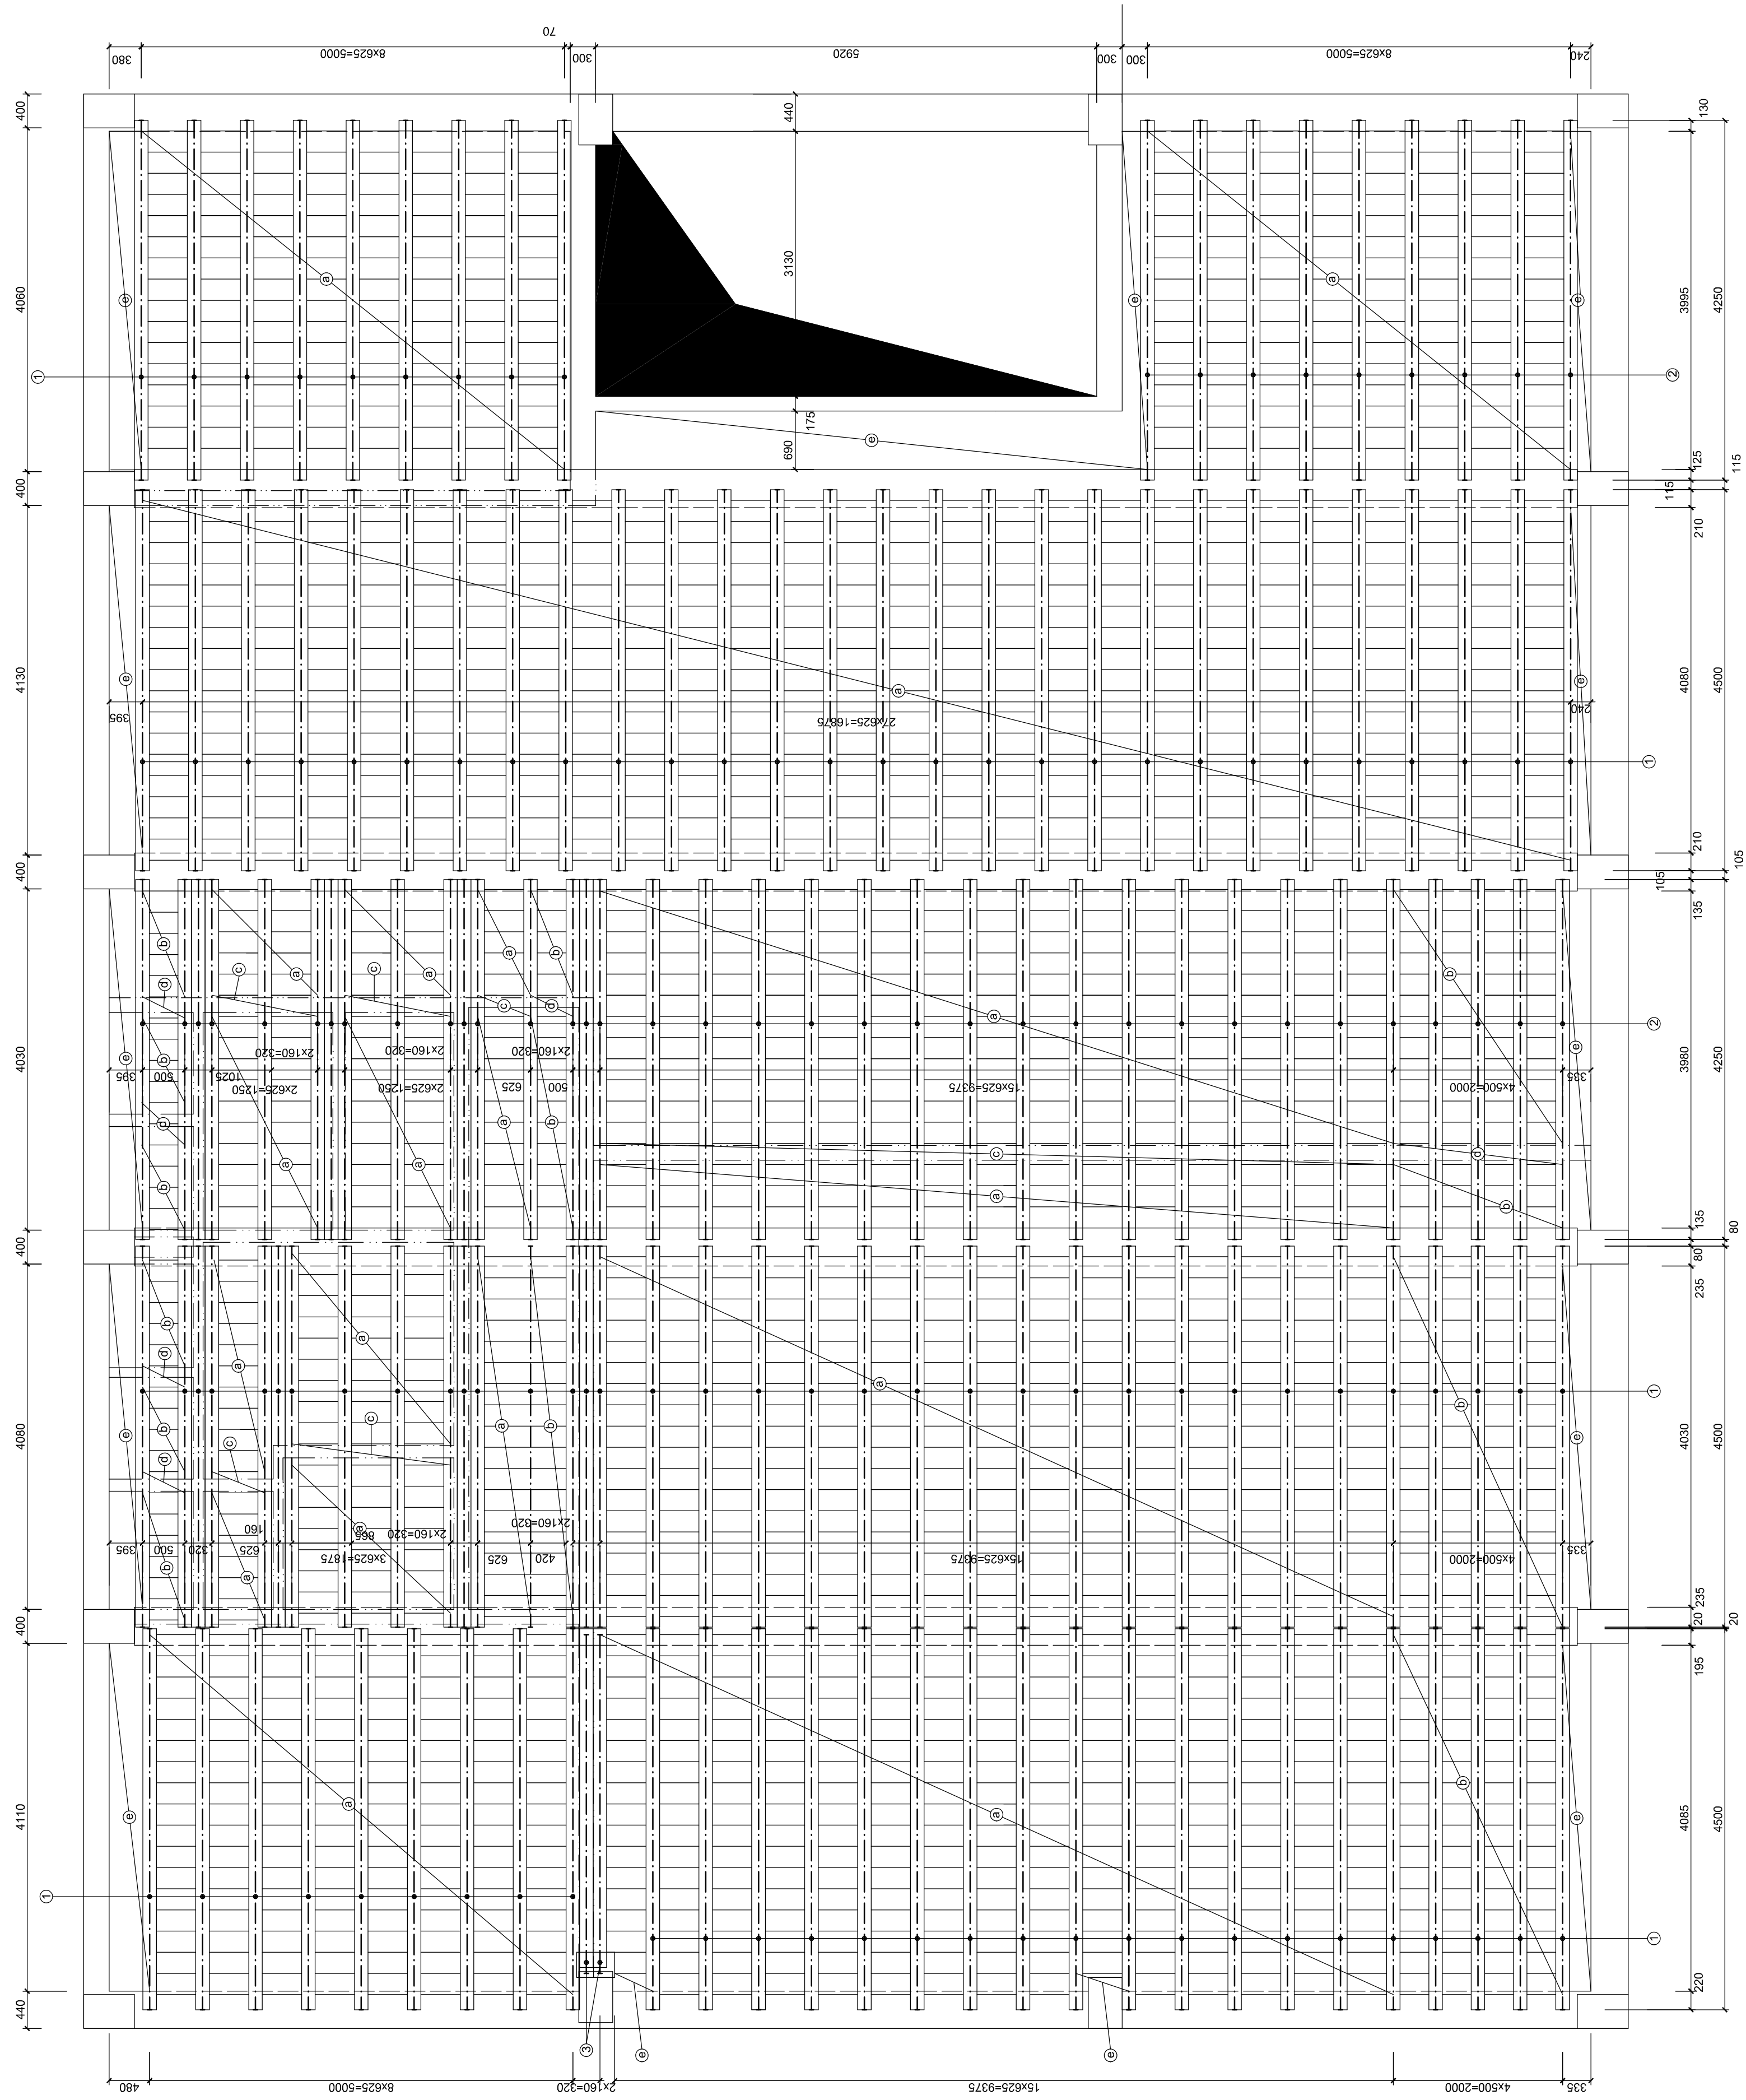 380
8x625=5000
70
300
5920
300
300
8x625=5000
240
400
440
130
4060
e
a
3130
e
a
e
3995
4250
1
2
175
e
690
400
125
115
115
210
4130
e
395
a
27x625=16875
e
240
4080
4500
1
400
210
105
105
b
a
a
a
b
a
b
135
d
c
c
c
d
2
4030
e
b
2x160=320
2x160=320
2x160=320
e
3980
4250
395
500
1025
2x625=1250
2x625=1250
625
500
15x625=9375
4x500=2000
335
d
a
b
b
a
a
c
d
a
b
400
135
80
80
235
b
a
d
a
a
b
1
4080
e
b
c
c
a
b
e
4030
4500
d
160
a
865
2x160=320
2x160=320
395
500
320
625
3x625=1875
625
420
15x625=9375
4x500=2000
335
b
a
400
235
20
20
195
4110
e
a
a
b
e
4085
4500
1
1
440
220
3
e
e
480
8x625=5000
2x160=320
15x625=9375
4x500=2000
335